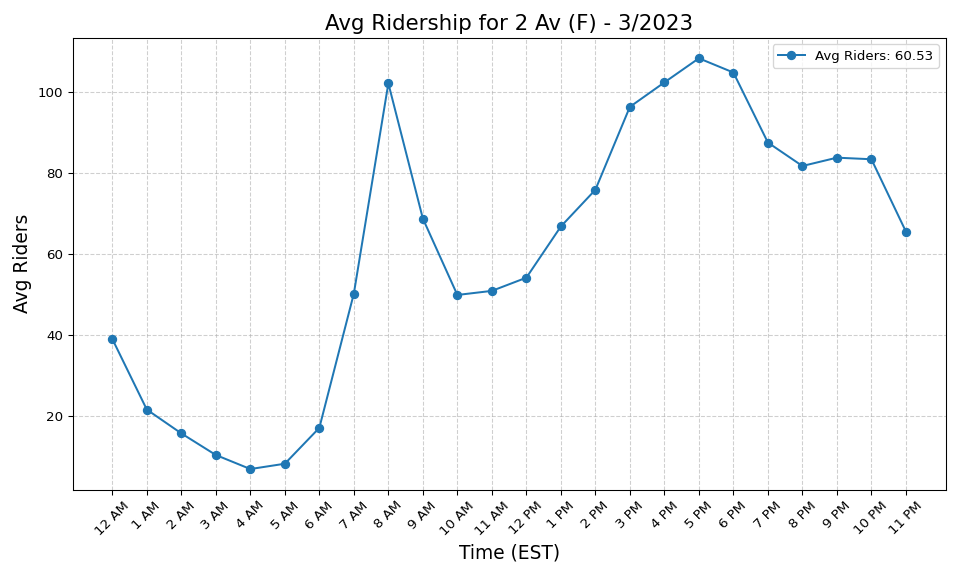 Avg Ridership for 2 Av (F) - 3/2023
Avg Riders: 60.53
Avg Riders
100
80
60
40
20
12 AM
1 AM
2 AM
3 AM
4 AM
5 AM
6 AM
7 AM
8 AM
9 AM
10 AM
11 AM
12 PM
1 PM
2 PM
3 PM
4 PM
5 PM
6 PM
7 PM
8 PM
9 PM
10 PM
11 PM
Time (EST)